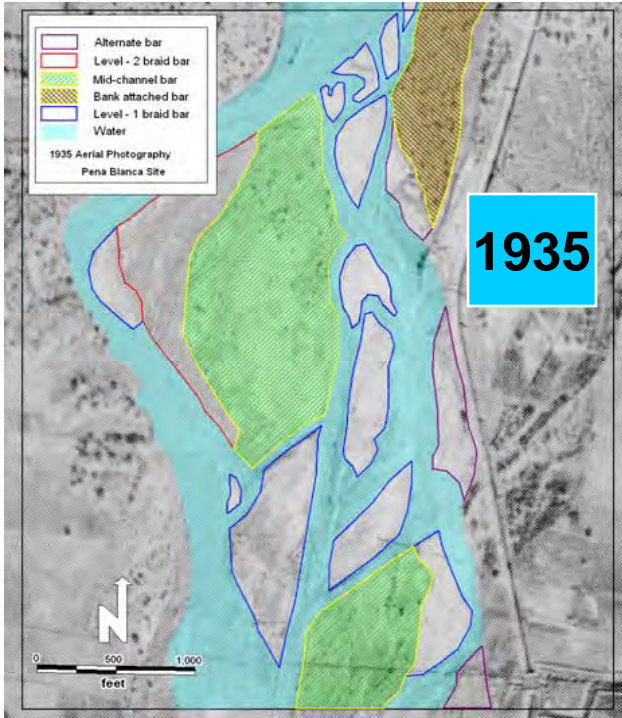 Alternate bar
Level - 2 braid bar
Mid-channel bar
Bank attached bar
Level - 1 braid bar
Water
1935 Aerial Photography
Pena Blanca Site
1935
N
0 500 1,000
feet